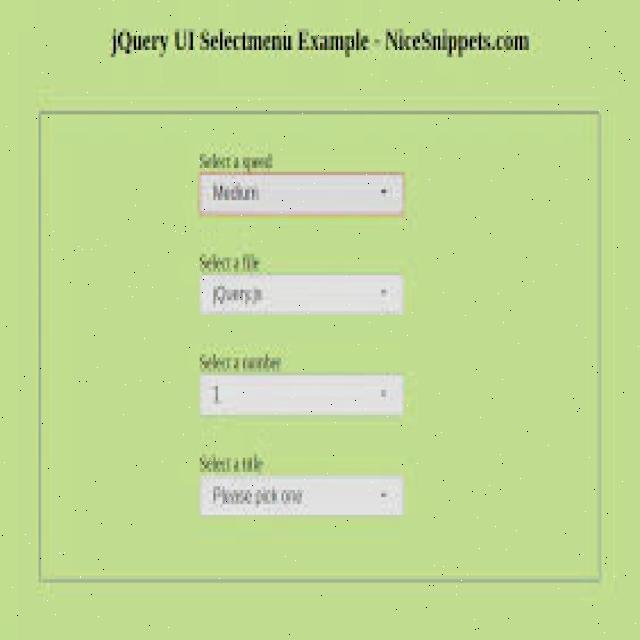 jQuery UI Selectmenu Example - NiceSnippets.com
Select a speed
Medium
Select a file
jQuery.js
Select a number
1
Select a title
Please pick one